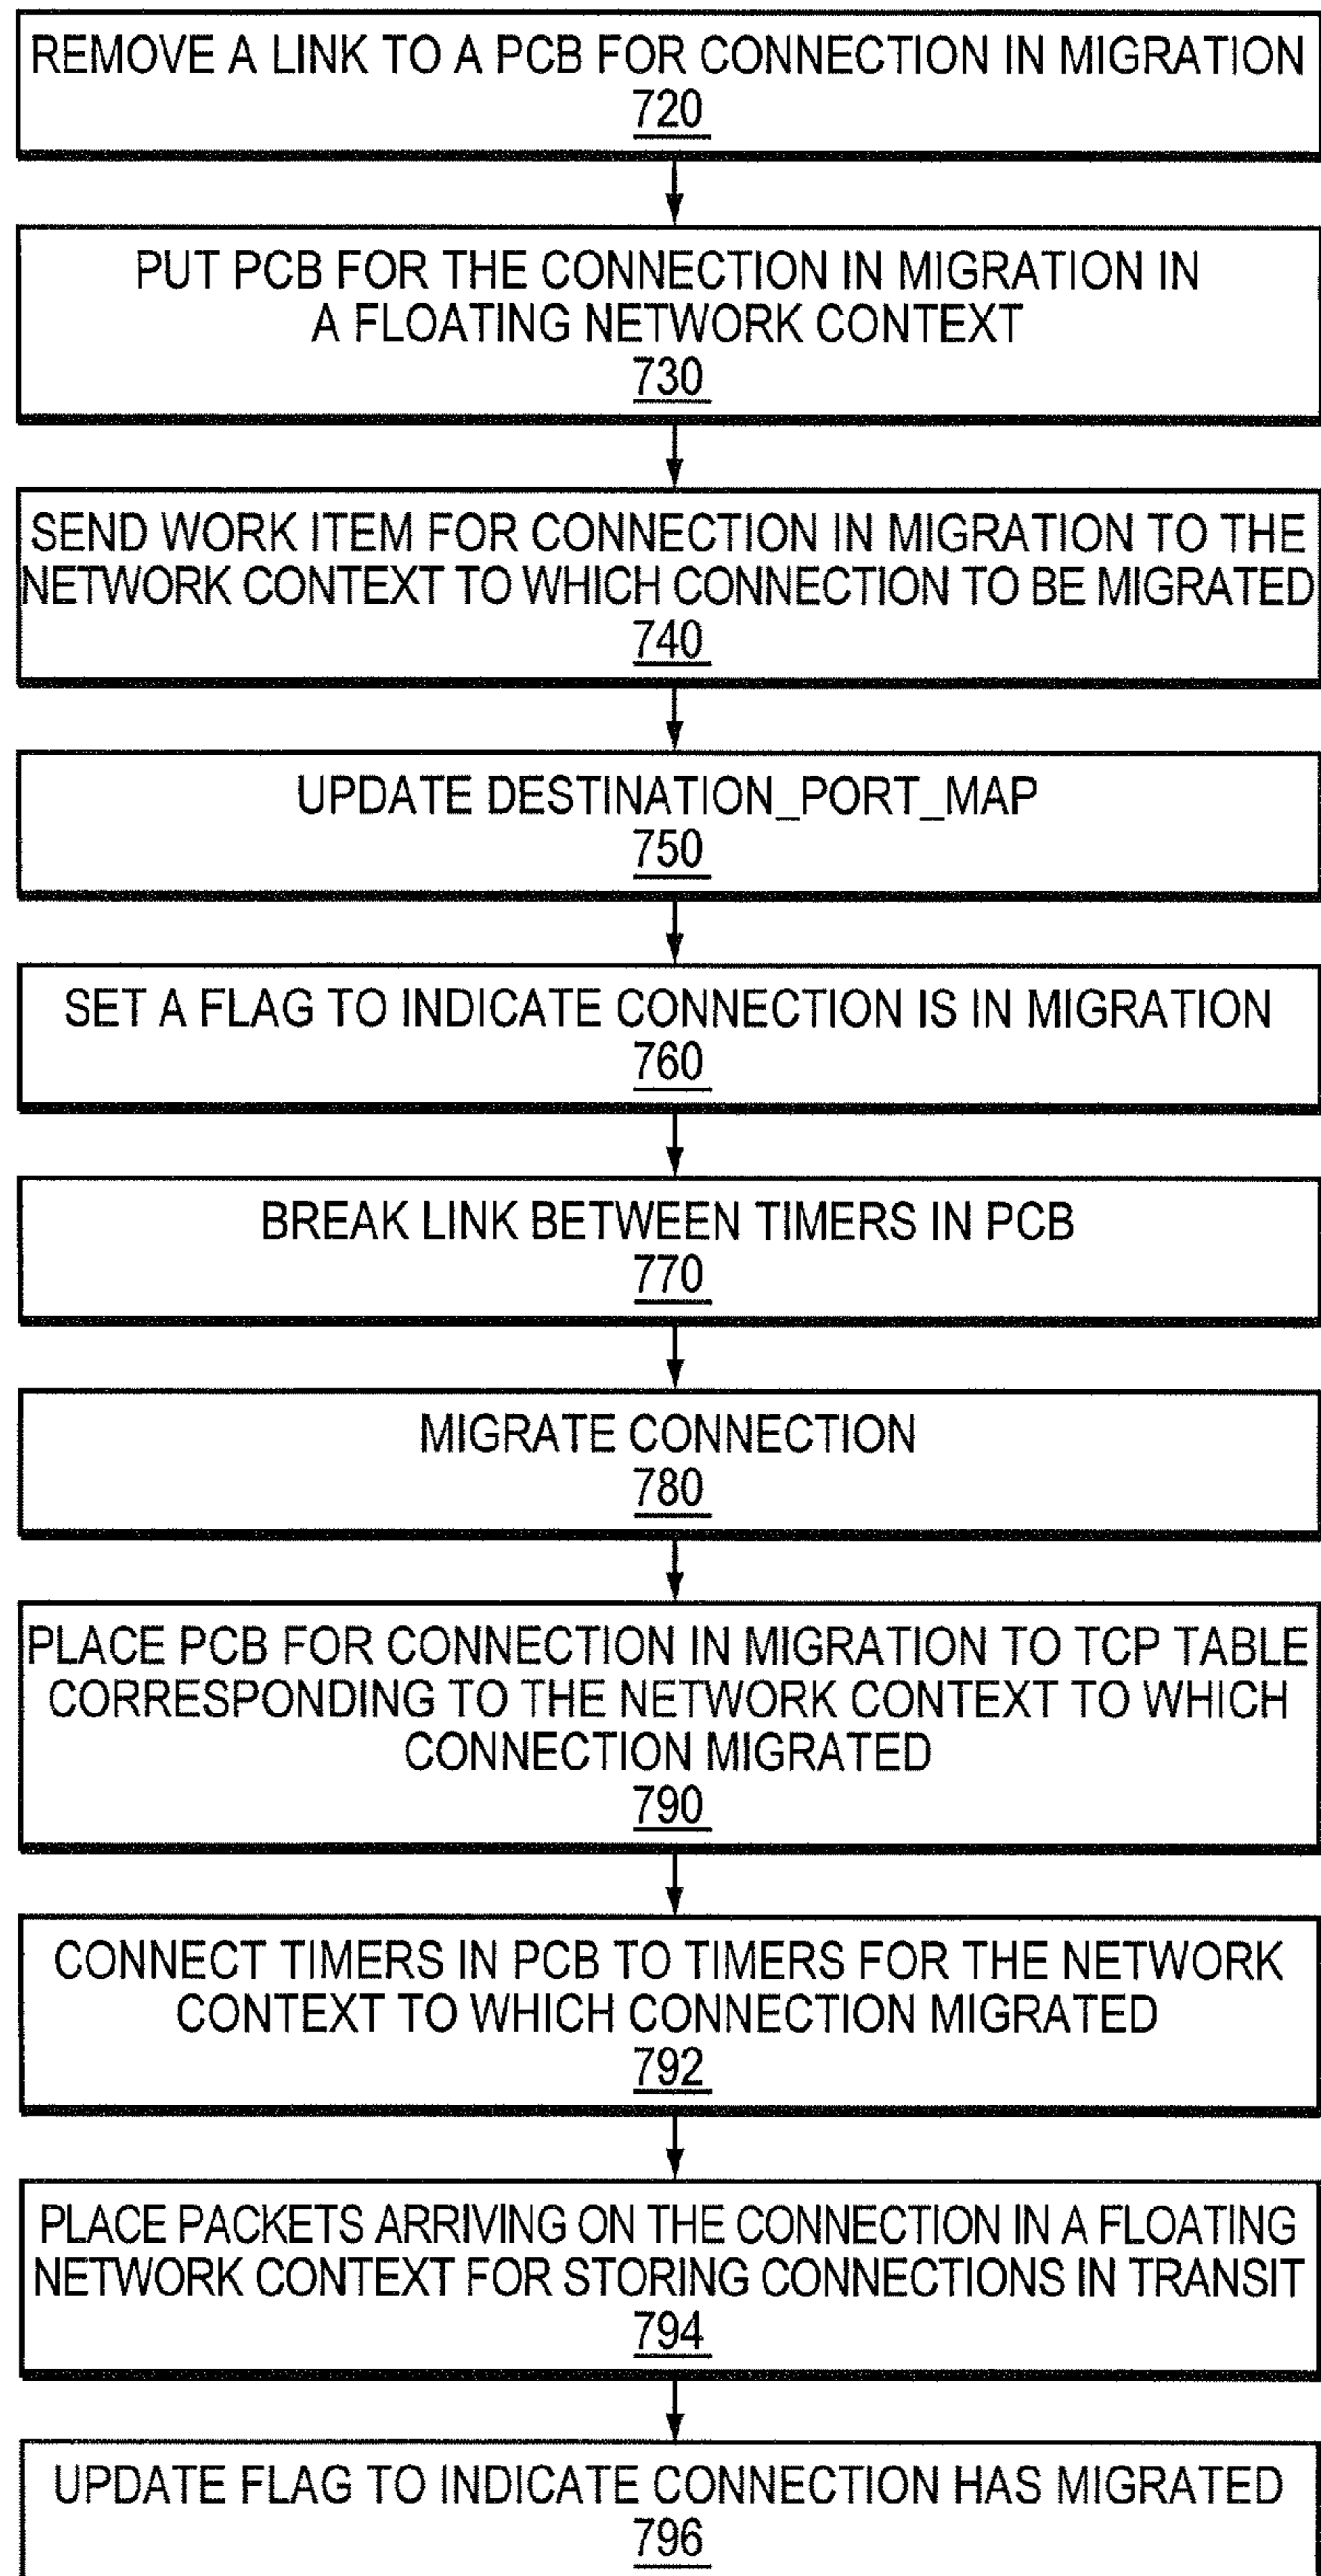 REMOVE A LINK TO A PCB FOR CONNECTION IN MIGRATION
720
PUT PCB FOR THE CONNECTION IN MIGRATION IN
A FLOATING NETWORK CONTEXT
730
SEND WORK ITEM FOR CONNECTION IN MIGRATION TO THE
NETWORK CONTEXT TO WHICH CONNECTION TO BE MIGRATED
740
UPDATE DESTINATION_PORT_MAP
750
SET A FLAG TO INDICATE CONNECTION IS IN MIGRATION
760
BREAK LINK BETWEEN TIMERS IN PCB
770
MIGRATE CONNECTION
780
PLACE PCB FOR CONNECTION IN MIGRATION TO TCP TABLE
CORRESPONDING TO THE NETWORK CONTEXT TO WHICH
CONNECTION MIGRATED
790
CONNECT TIMERS IN PCB TO TIMERS FOR THE NETWORK
CONTEXT TO WHICH CONNECTION MIGRATED
792
PLACE PACKETS ARRIVING ON THE CONNECTION IN A FLOATING
NETWORK CONTEXT FOR STORING CONNECTIONS IN TRANSIT
794
UPDATE FLAG TO INDICATE CONNECTION HAS MIGRATED
796